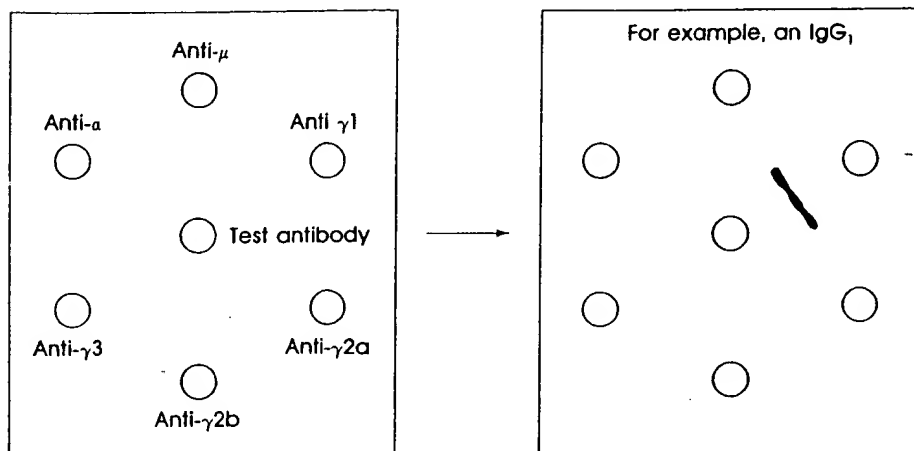 Anti-μ
Anti-a
Anti γ1
Test antibody
Anti-γ3
Anti-γ2a
Anti-γ2b
For example, an IgG₁